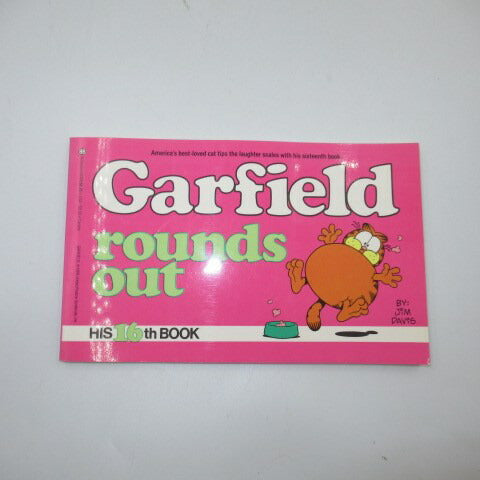 America's best-loved cat tips the laughter scales with his sixteenth book
Garfield
rounds
out
BY:
JIM
DAVIS
HIS 16th BOOK